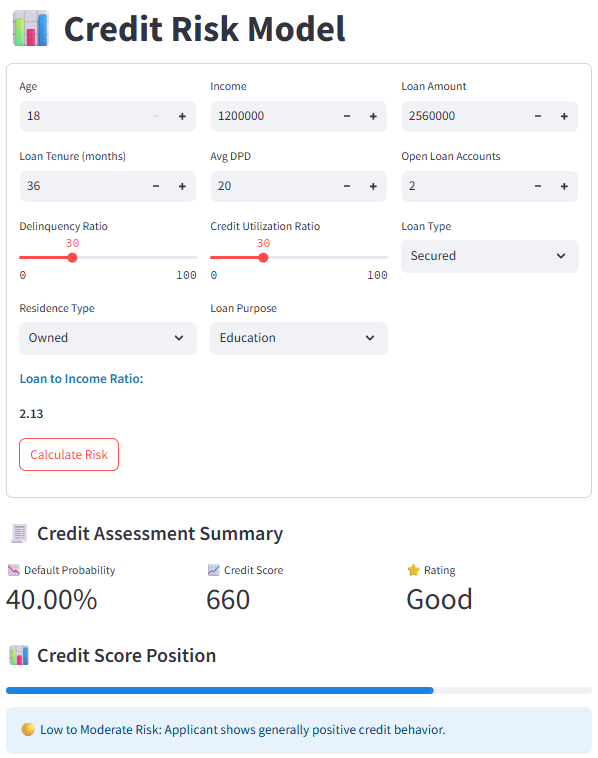 Credit Risk Model
Age Income Loan Amount
18 − + 1200000 − + 2560000 − +
Loan Tenure (months) Avg DPD Open Loan Accounts
36 − + 20 − + 2 − +
Delinquency Ratio Credit Utilization Ratio Loan Type
30 30
Secured
0 100 0 100
Residence Type Loan Purpose
Owned Education
Loan to Income Ratio:
2.13
Calculate Risk
Credit Assessment Summary
Default Probability Credit Score Rating
40.00% 660 Good
Credit Score Position
Low to Moderate Risk: Applicant shows generally positive credit behavior.